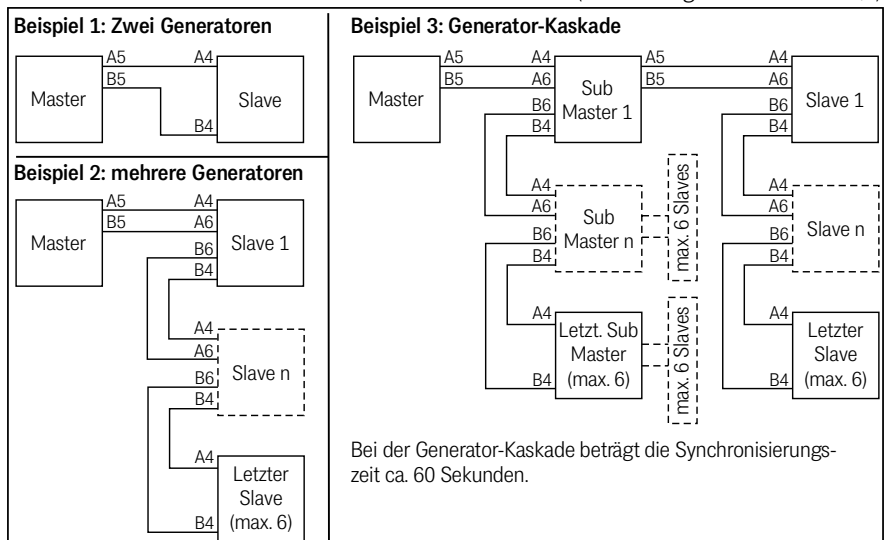 Beispiel 1: Zwei Generatoren
A5 A4
B5
Master Slave
B4
Beispiel 2: mehrere Generatoren
A5 A4
B5 A6
Master Slave 1
B6
B4
A4
A6
B6
Slave n
B4
A4
Letzter
Slave
(max. 6)
B4
Beispiel 3: Generator-Kaskade
A5 A4 A5 A4
B5 A6 B5 A6
Master Sub
Master 1 Slave 1
B6 B6
B4 B4
A4 A4
A6 A6
Sub
Master n Slave n
B6 B6
B4 B4
max. 6 Slaves
A4 A4
Letzt. Sub Letzter
Master Slave
(max. 6) (max. 6)
B4 B4
max. 6 Slaves
Bei der Generator-Kaskade beträgt die Synchronisierungs-
zeit ca. 60 Sekunden.